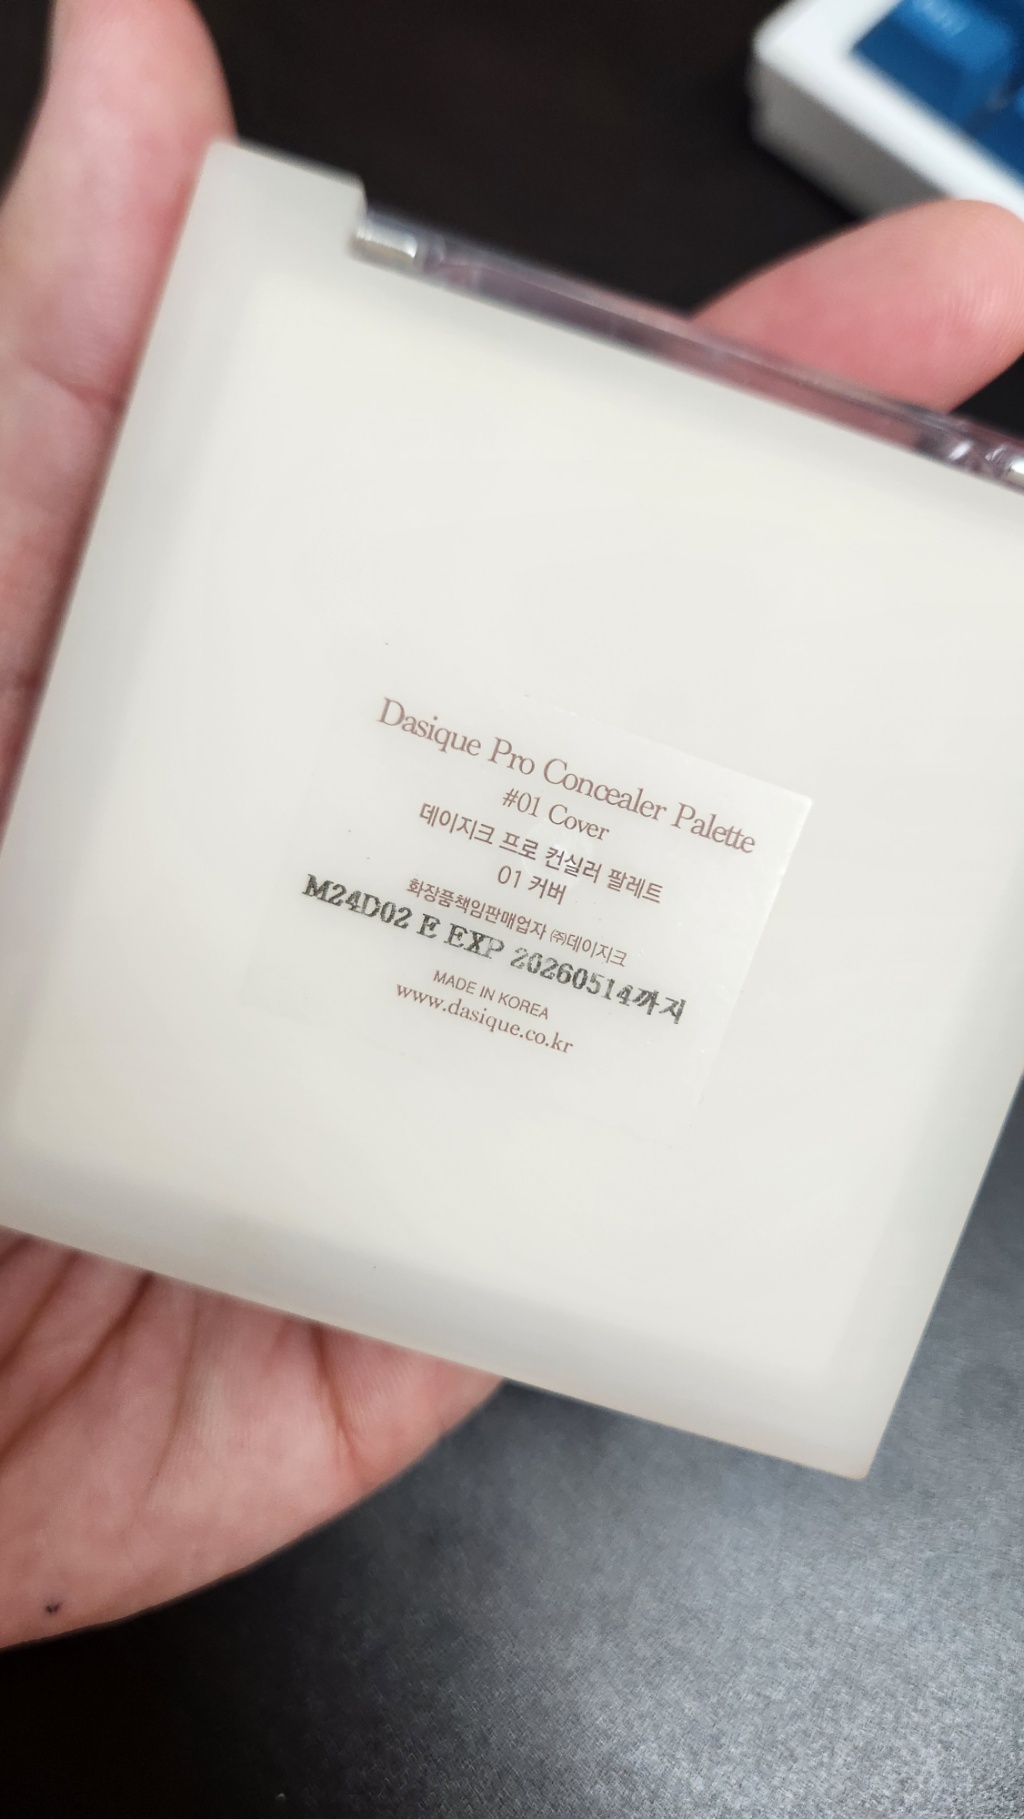 Dasique Pro Concealer Palette
#01 Cover
데이지크 프로 컨실러 팔레트
01 커버
화장품책임판매업자 ㈜데이지크
M24D02 E EXP 20260514까지
MADE IN KOREA
www.dasique.co.kr